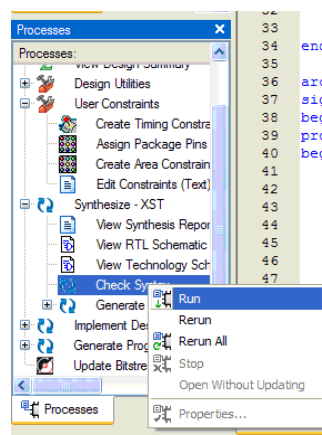 Processes
Processes:
View Design Summary
Design Utilities
User Constraints
Create Timing Constra
Assign Package Pins
Create Area Constrain
Edit Constraints (Text)
Synthesize - XST
View Synthesis Repor
View RTL Schematic
View Technology Sch
Check Syntax
Generate
Implement Des
Generate Prog
Update Bitstre
Processes
Run
Rerun
Rerun All
Stop
Open Without Updating
Properties...
32
33
34 end
35
36 arc
37 sig
38 beg
39 pro
40 beg
41
42
43
44
45
46
47